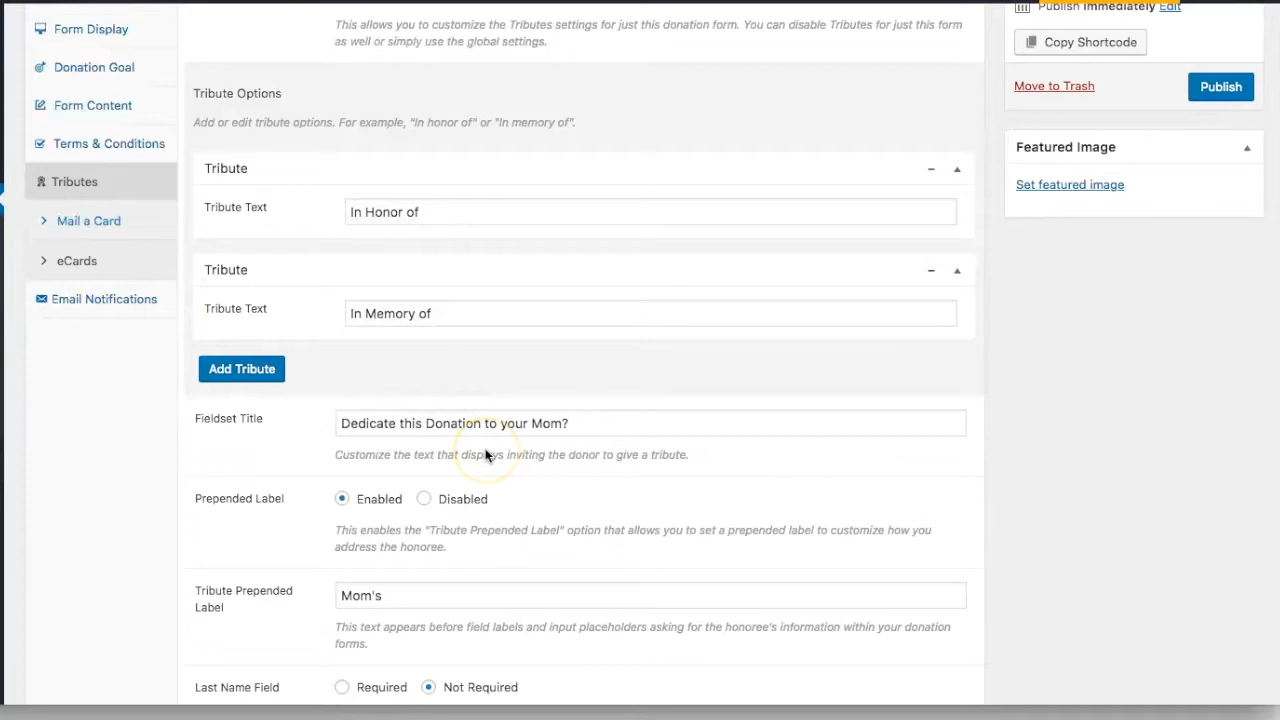 Form Display
Donation Goal
Form Content
Terms & Conditions
Tributes
Mail a Card
eCards
Email Notifications
This allows you to customize the Tributes settings for just this donation form. You can disable Tributes for just this form
as well or simply use the global settings.
Tribute Options
Add or edit tribute options. For example, "In honor of" or "In memory of".
Tribute
Tribute Text
In Honor of
Tribute
Tribute Text
In Memory of
Add Tribute
Fieldset Title
Dedicate this Donation to your Mom?
Customize the text that displays inviting the donor to give a tribute.
Prepended Label
Enabled
Disabled
This enables the "Tribute Prepended Label" option that allows you to set a prepended label to customize how you
address the honoree.
Tribute Prepended
Label
Mom's
This text appears before field labels and input placeholders asking for the honoree's information within your donation
forms.
Last Name Field
Required
Not Required
Publish immediately Edit
Copy Shortcode
Move to Trash
Publish
Featured Image
Set featured image